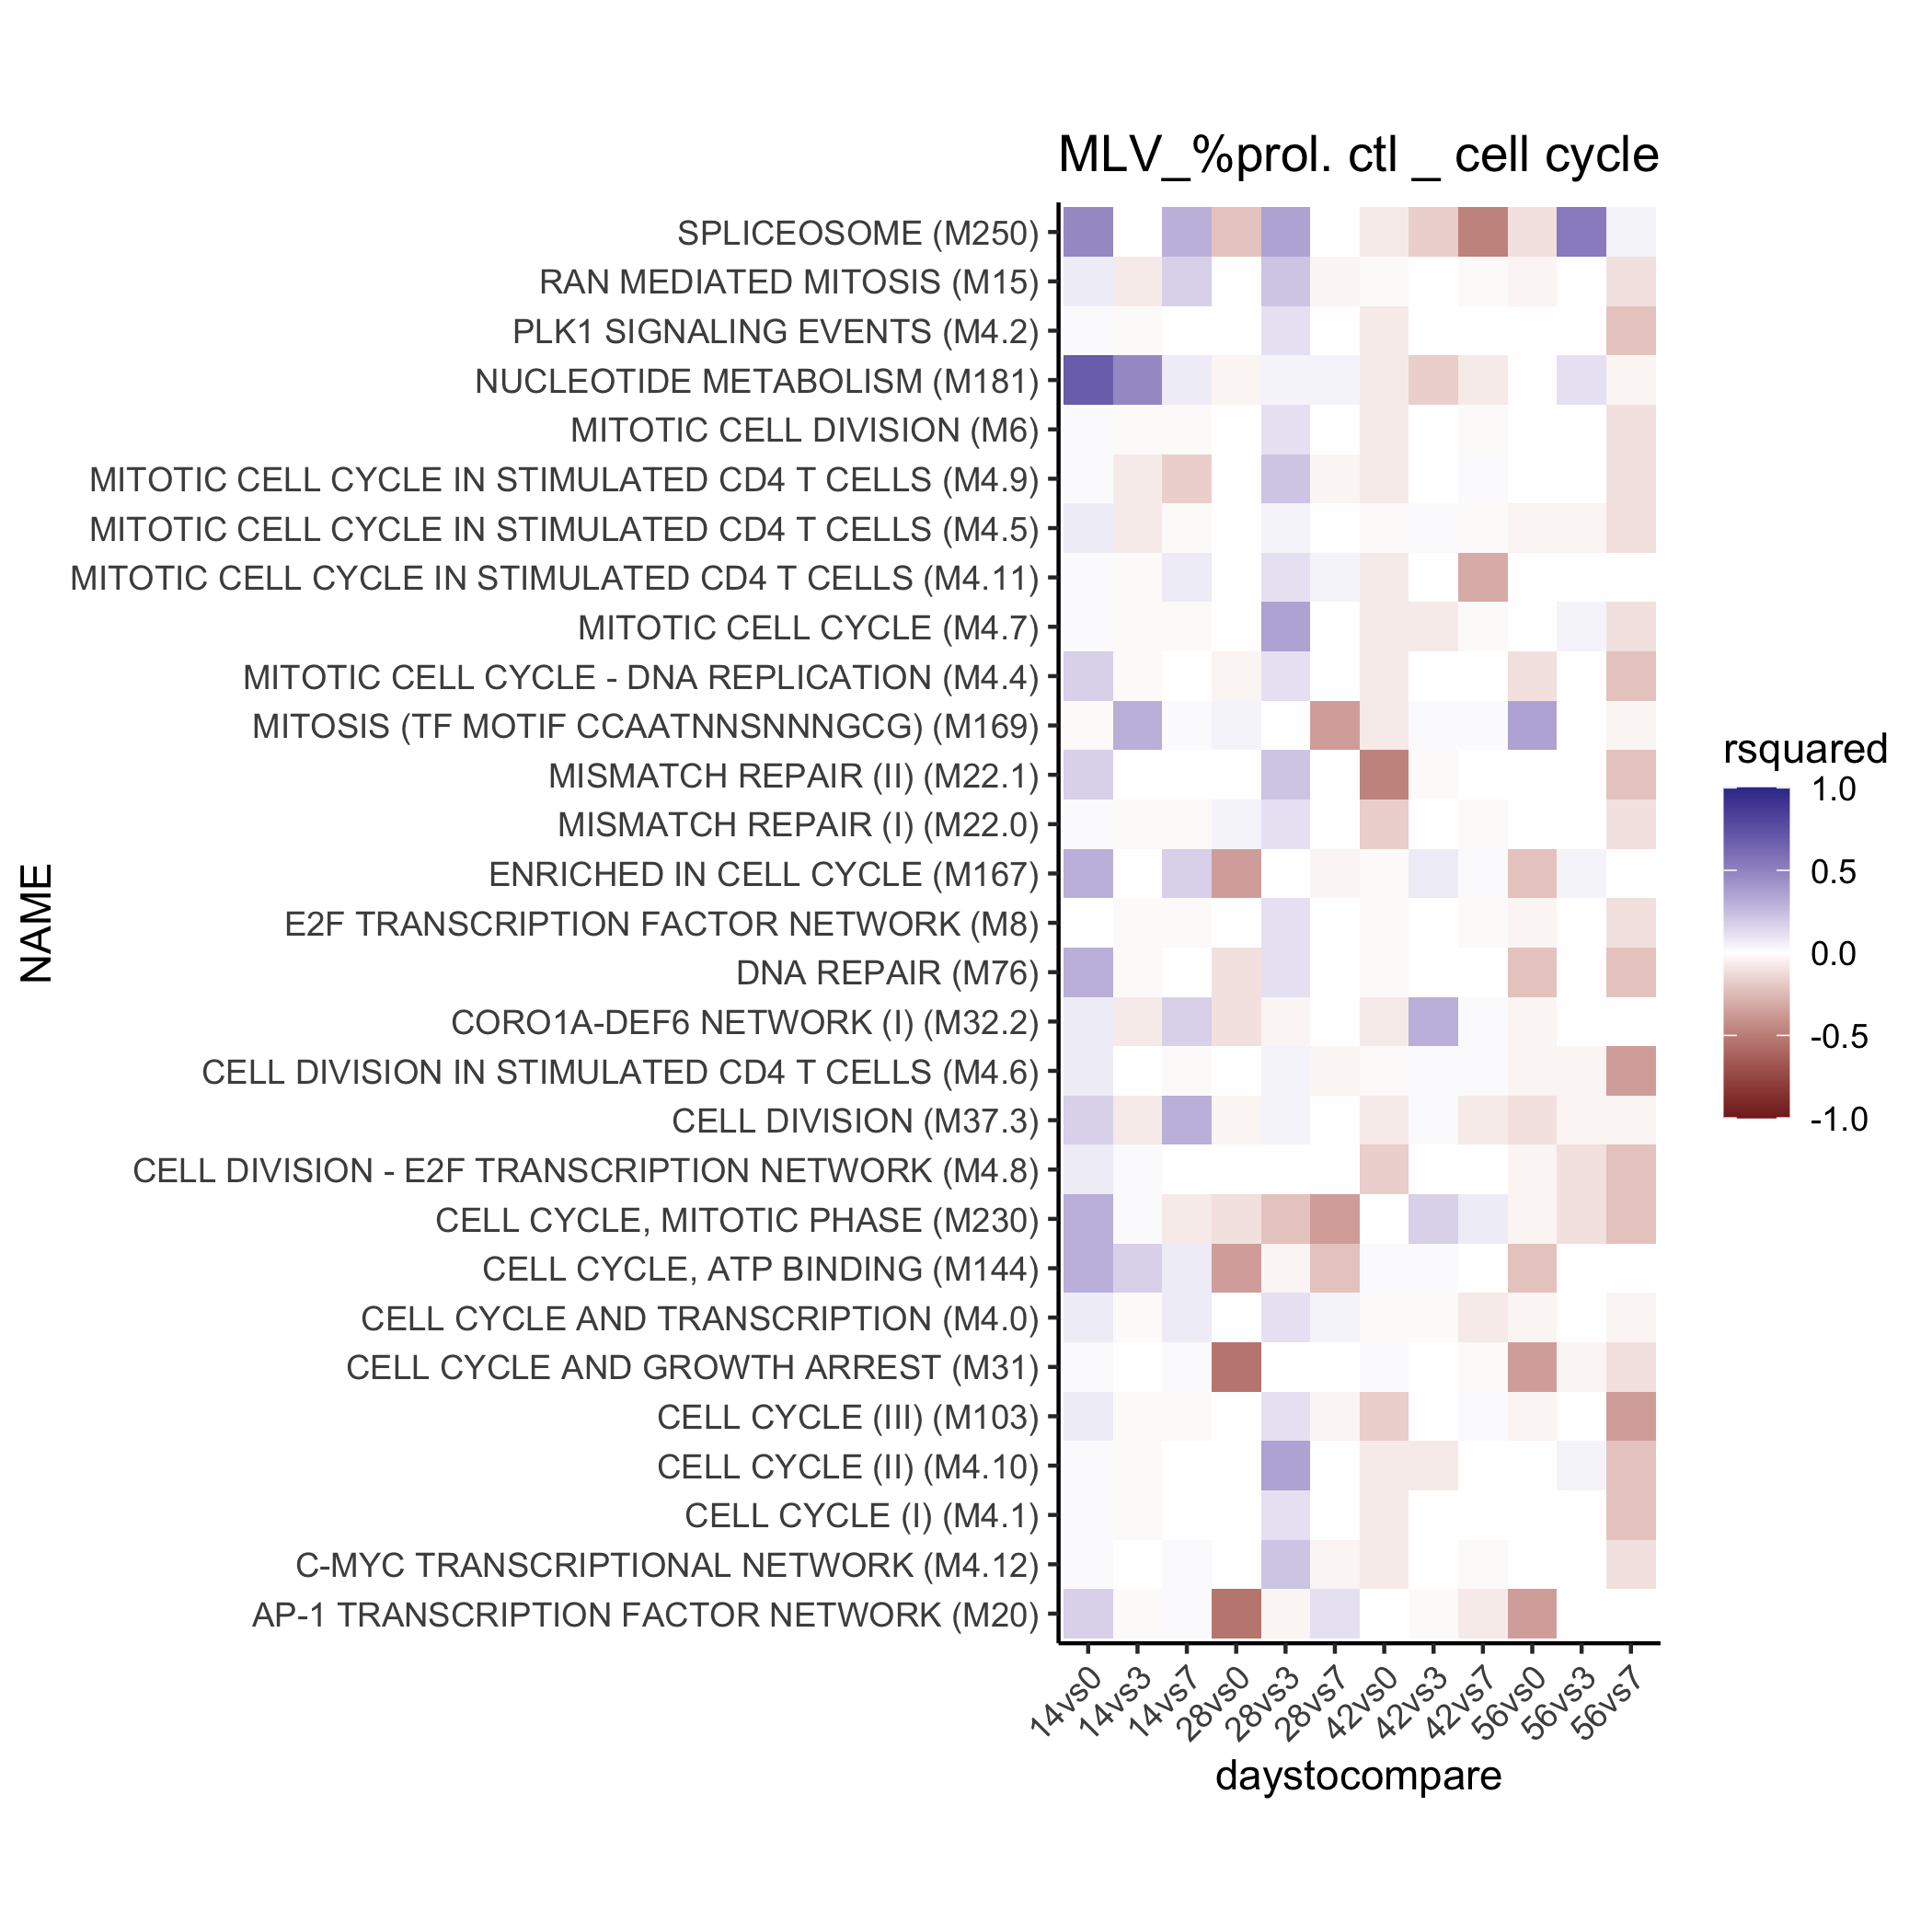 MLV_%prol. ctl _ cell cycle
SPLICEOSOME (M250)
RAN MEDIATED MITOSIS (M15)
PLK1 SIGNALING EVENTS (M4.2)
NUCLEOTIDE METABOLISM (M181)
MITOTIC CELL DIVISION (M6)
MITOTIC CELL CYCLE IN STIMULATED CD4 T CELLS (M4.9)
MITOTIC CELL CYCLE IN STIMULATED CD4 T CELLS (M4.5)
MITOTIC CELL CYCLE IN STIMULATED CD4 T CELLS (M4.11)
MITOTIC CELL CYCLE (M4.7)
MITOTIC CELL CYCLE - DNA REPLICATION (M4.4)
MITOSIS (TF MOTIF CCAATNNSNNNGCG) (M169)
MISMATCH REPAIR (II) (M22.1)
MISMATCH REPAIR (I) (M22.0)
ENRICHED IN CELL CYCLE (M167)
E2F TRANSCRIPTION FACTOR NETWORK (M8)
DNA REPAIR (M76)
CORO1A-DEF6 NETWORK (I) (M32.2)
CELL DIVISION IN STIMULATED CD4 T CELLS (M4.6)
CELL DIVISION (M37.3)
CELL DIVISION - E2F TRANSCRIPTION NETWORK (M4.8)
CELL CYCLE, MITOTIC PHASE (M230)
CELL CYCLE, ATP BINDING (M144)
CELL CYCLE AND TRANSCRIPTION (M4.0)
CELL CYCLE AND GROWTH ARREST (M31)
CELL CYCLE (III) (M103)
CELL CYCLE (II) (M4.10)
CELL CYCLE (I) (M4.1)
C-MYC TRANSCRIPTIONAL NETWORK (M4.12)
AP-1 TRANSCRIPTION FACTOR NETWORK (M20)
NAME
14vs0
14vs3
14vs7
28vs0
28vs3
28vs7
42vs0
42vs3
42vs7
56vs0
56vs3
56vs7
daystocompare
rsquared
1.0
0.5
0.0
-0.5
-1.0